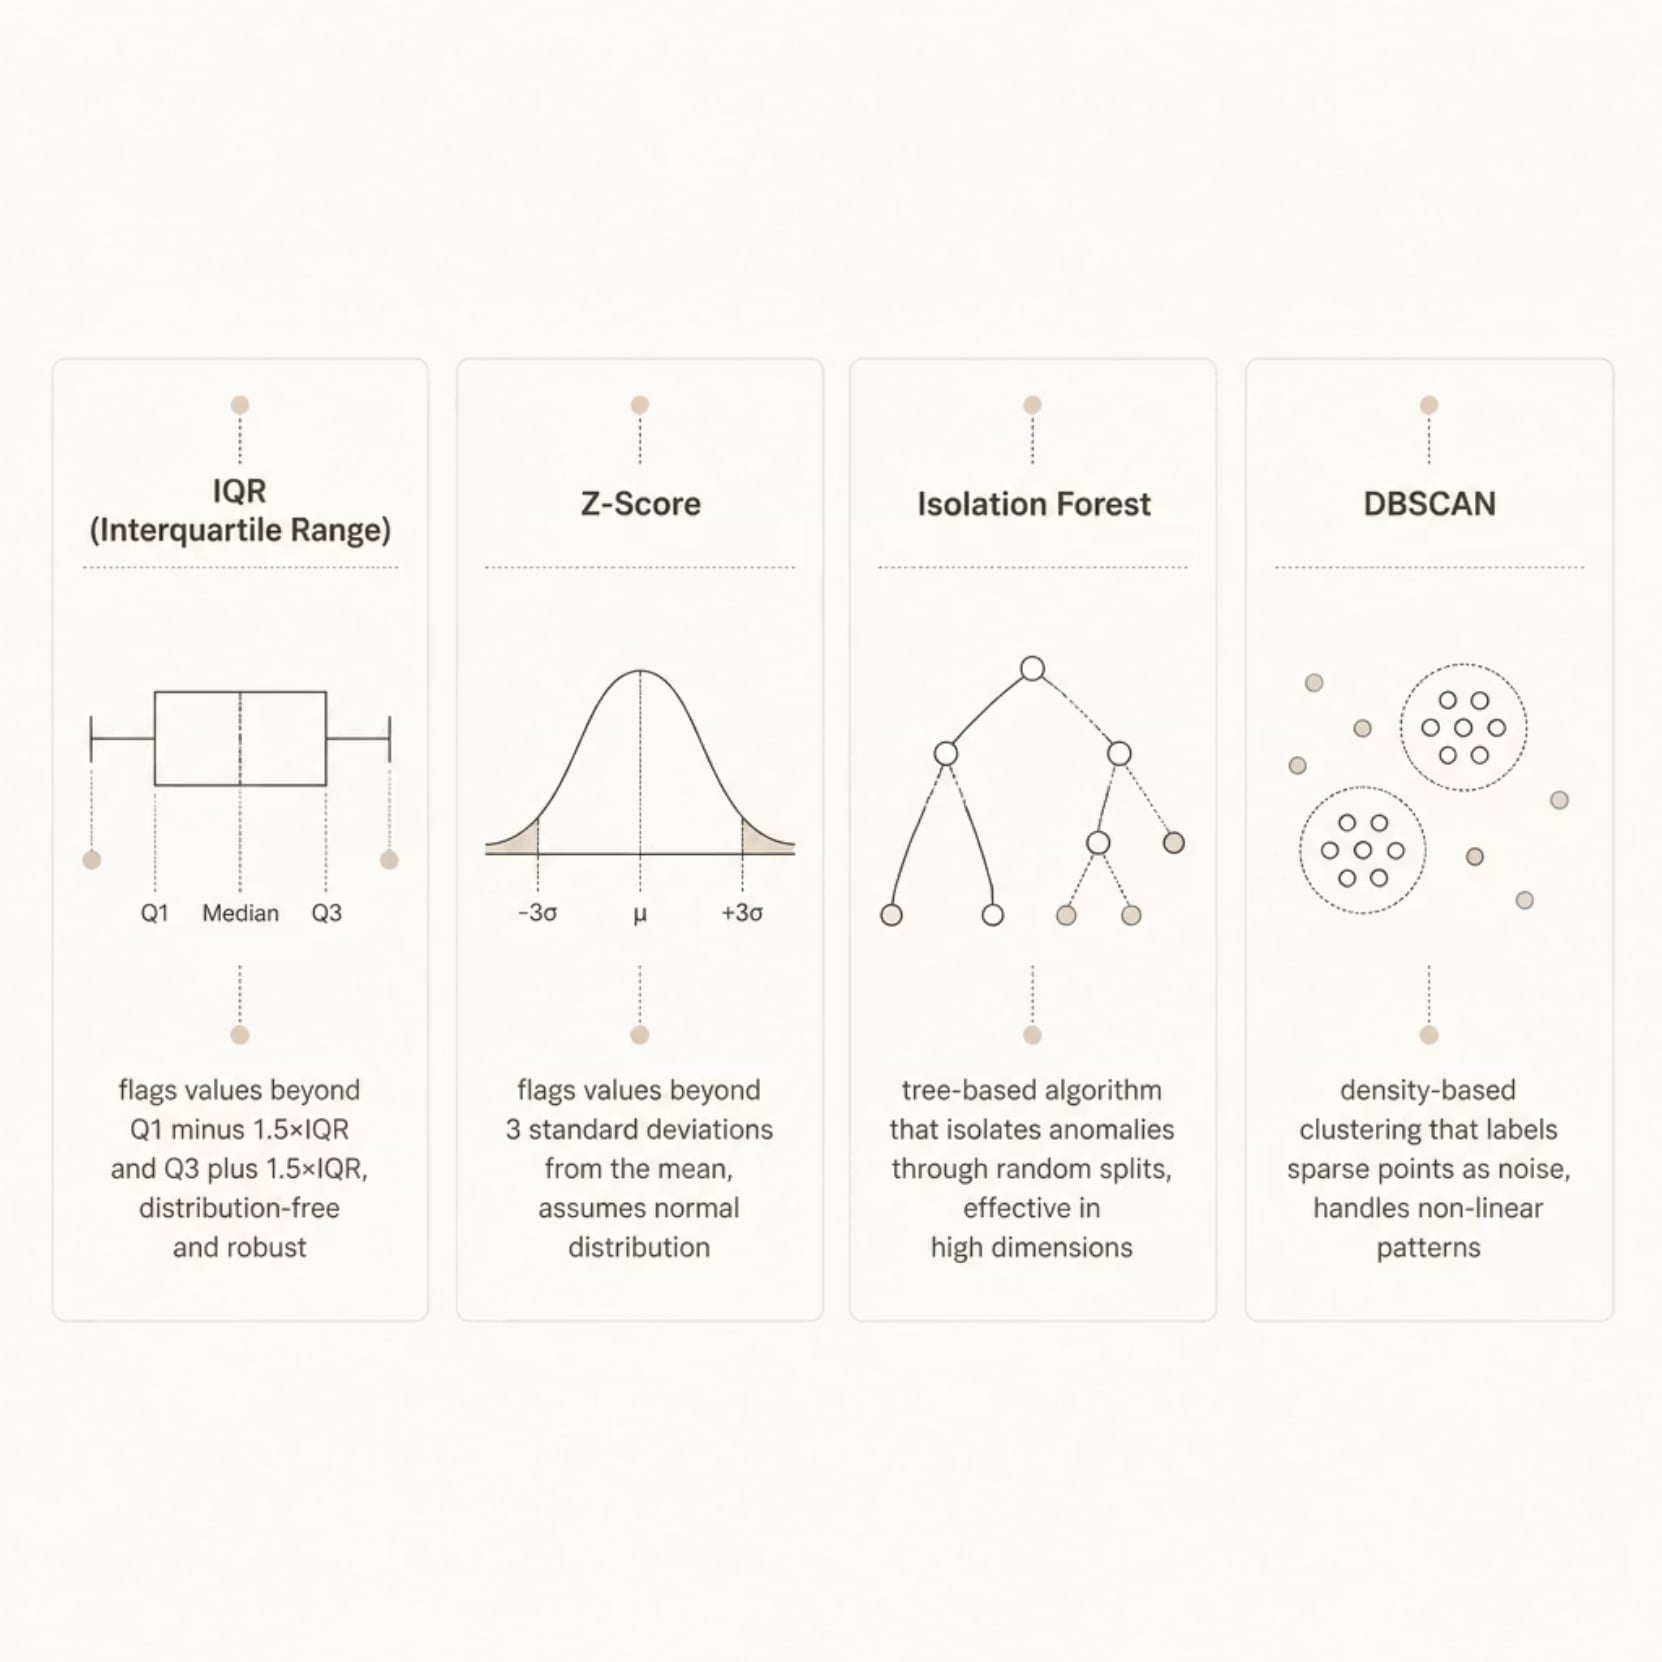 IQR
(Interquartile Range)
Q1 Median Q3
flags values beyond
Q1 minus 1.5×IQR
and Q3 plus 1.5×IQR,
distribution-free
and robust
Z-Score
-3σ μ +3σ
flags values beyond
3 standard deviations
from the mean,
assumes normal
distribution
Isolation Forest
tree-based algorithm
that isolates anomalies
through random splits,
effective in
high dimensions
DBSCAN
density-based
clustering that labels
sparse points as noise,
handles non-linear
patterns